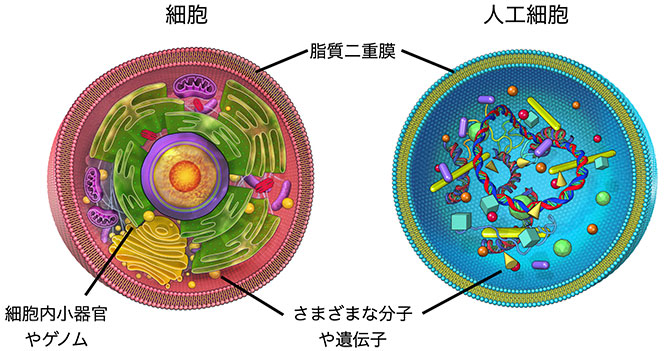 細胞
人工細胞
脂質二重膜
細胞内小器官
やゲノム
さまざまな分子
や遺伝子